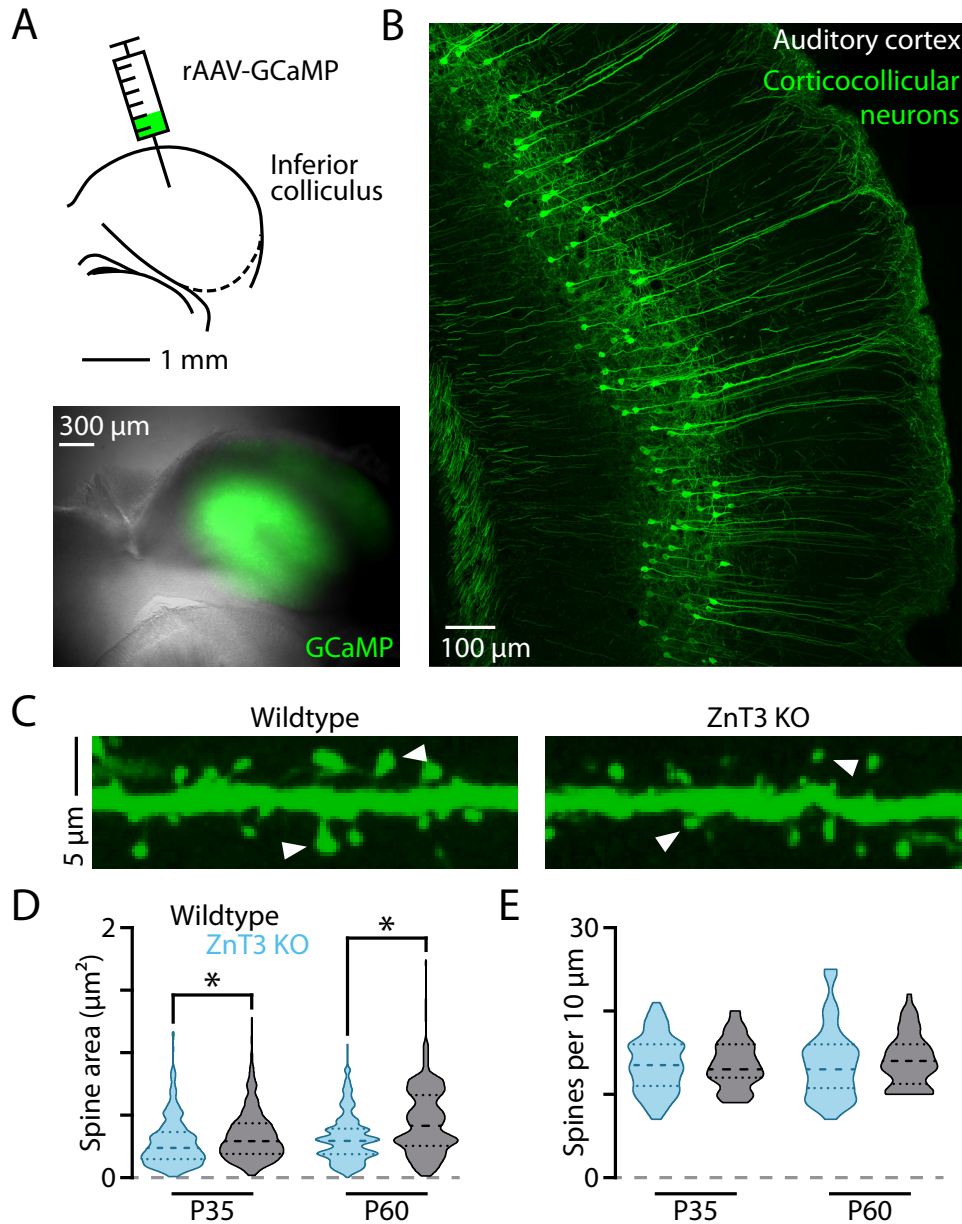 A
rAAV-GCaMP
Inferior
colliculus
1 mm
300 µm
GCaMP
B
Auditory cortex
Corticocollicular
neurons
100 µm
C
Wildtype
ZnT3 KO
5 µm
D
Wildtype
ZnT3 KO
Spine area (µm²)
2
0
*
*
P35
P60
E
Spines per 10 µm
30
0
P35
P60